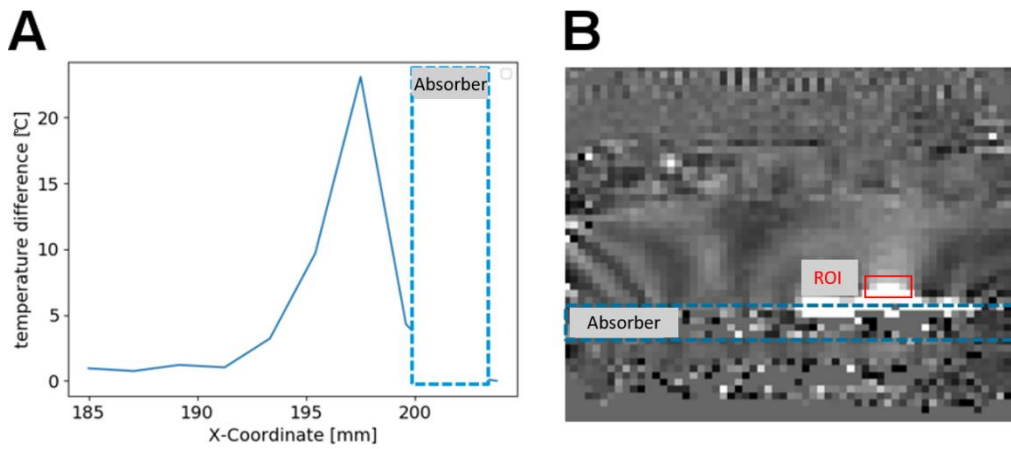 A
B
temperature difference [℃]
20
15
10
5
0
185
190
195
200
X-Coordinate [mm]
Absorber
ROI
Absorber